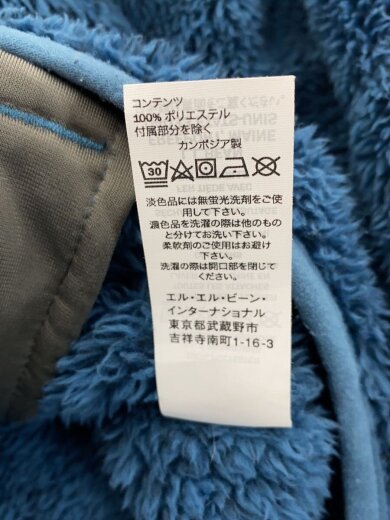 コンテンツ
100% ポリエステル
付属部分を除く
カンボジア製
30
淡色品には無蛍光洗剤をご使
用して下さい。
濃色品を洗濯の際は他のもの
と分けてお洗い下さい。
柔軟剤のご使用はお避け
下さい。
洗濯の際は開口部を閉じて
ください。
エル・エル・ビーン・
インターナショナル
東京都武蔵野市
吉祥寺南町1-16-3